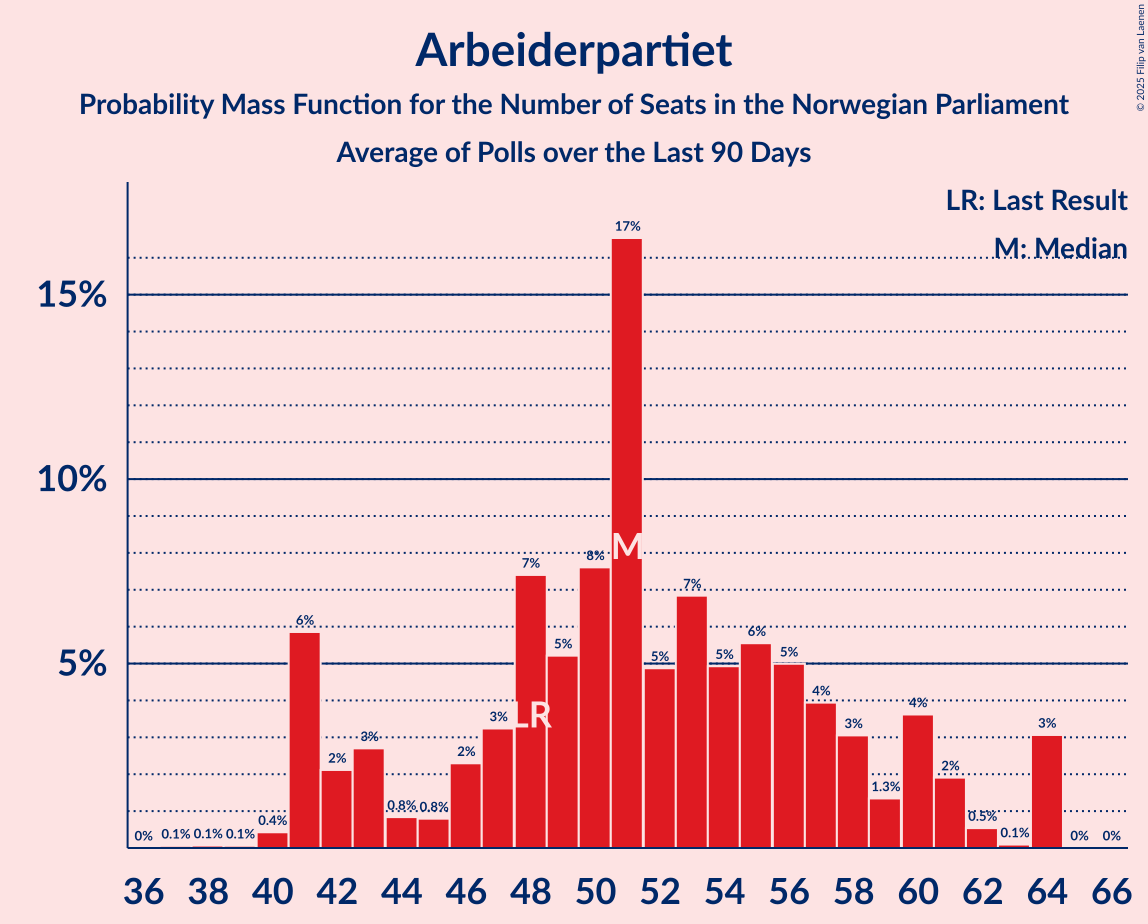 Arbeiderpartiet
Probability Mass Function for the Number of Seats in the Norwegian Parliament
Average of Polls over the Last 90 Days
© 2025 Filip van Laenen
LR: Last Result
M: Median
15%
10%
5%
0% 0.1% 0.1% 0.1% 0.4% 6% 2% 3% 0.8% 0.8% 2% 3% 7% 5% 8% 17% 5% 7% 5% 6% 5% 4% 3% 1.3% 4% 2% 0.5% 0.1% 3% 0% 0%
LR
M
36 38 40 42 44 46 48 50 52 54 56 58 60 62 64 66